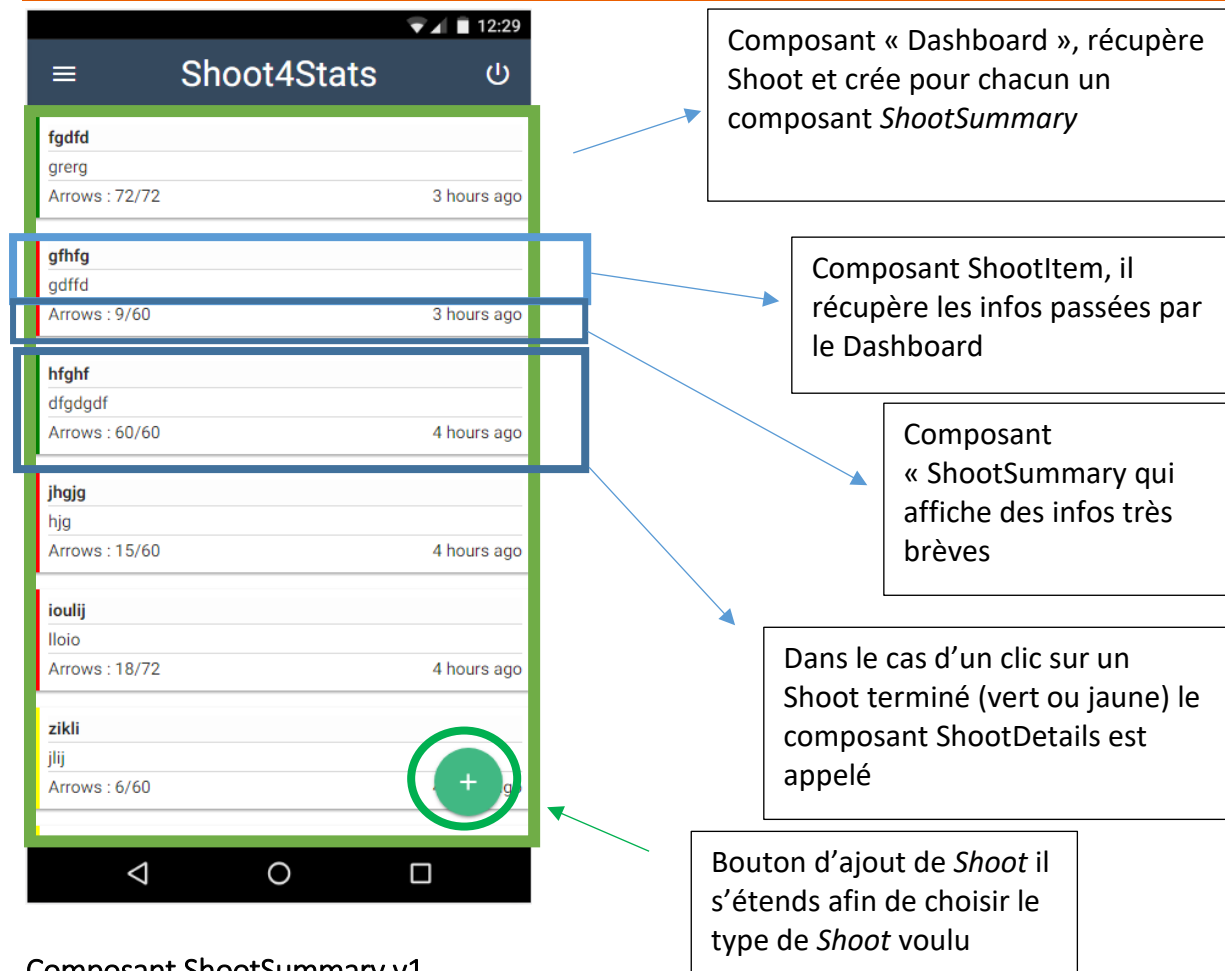 12:29
Shoot4Stats
fgdfd
grerg
Arrows : 72/72 3 hours ago
gfhfg
gdffd
Arrows : 9/60 3 hours ago
hfghf
dfgdgdf
Arrows : 60/60 4 hours ago
jhgjg
hjg
Arrows : 15/60 4 hours ago
ioulij
lloio
Arrows : 18/72 4 hours ago
zikli
jlij
Arrows : 6/60
+
Composant « Dashboard », récupère
Shoot et crée pour chacun un
composant ShootSummary
Composant ShootItem, il
récupère les infos passées par
le Dashboard
Composant
« ShootSummary qui
affiche des infos très
brèves
Dans le cas d’un clic sur un
Shoot terminé (vert ou jaune) le
composant ShootDetails est
appelé
Bouton d’ajout de Shoot il
s’étends afin de choisir le
type de Shoot voulu
Composant ShootSummary v1